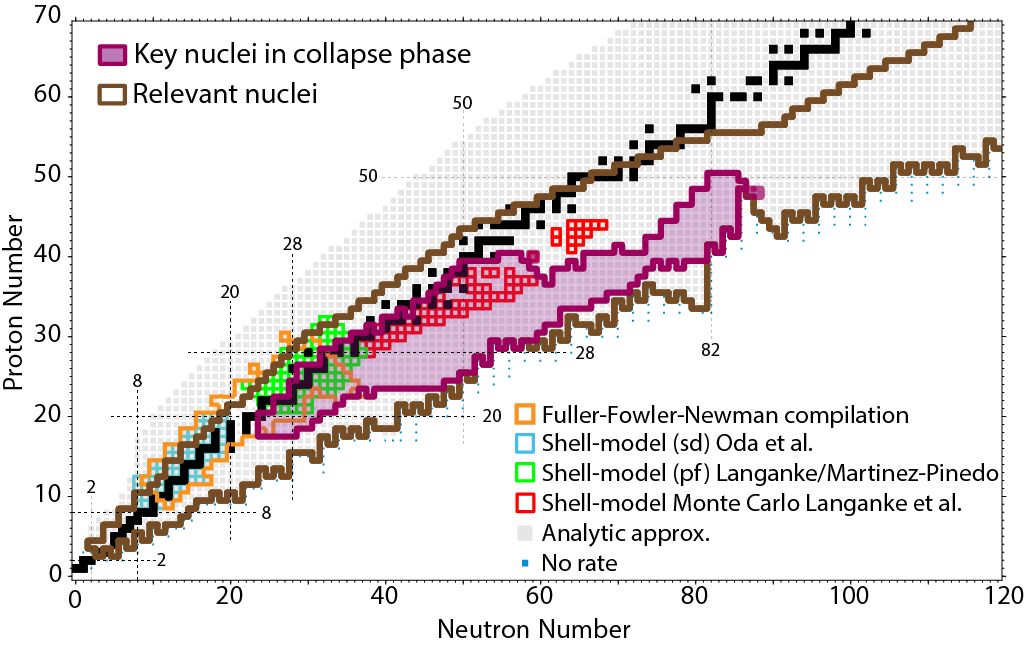 70
Key nuclei in collapse phase
Relevant nuclei
60
50
50
50
40
28
20
30
28
82
8
20
20
Fuller-Fowler-Newman compilation
Shell-model (sd) Oda et al.
Shell-model (pf) Langanke/Martinez-Pinedo
Shell-model Monte Carlo Langanke et al.
Analytic approx.
No rate
2
10
8
2
0
0 20 40 60 80 100 120
Neutron Number
Proton Number